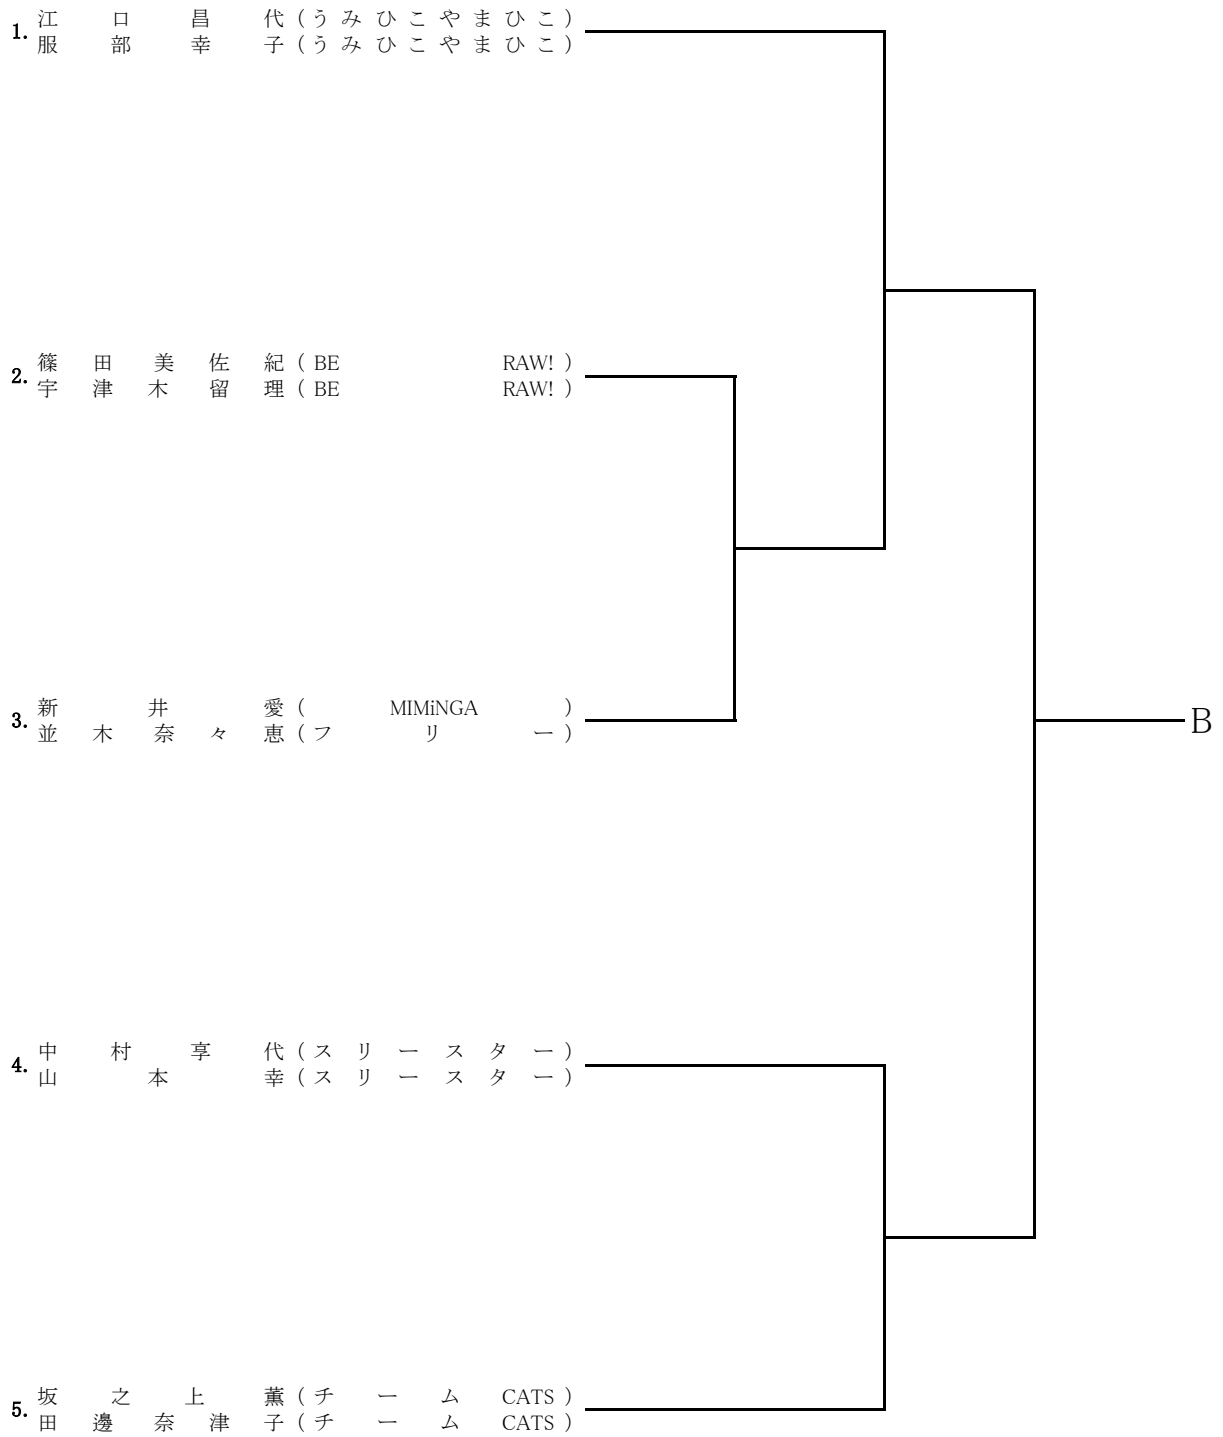 1. 江口昌代(うみひこやまひこ)
服部幸子(うみひこやまひこ)
2. 篠田美佐紀(BE RAW!)
宇津木留理(BE RAW!)
3. 新井愛(MIMiNGA)
並木奈々恵(フリー)
B
4. 中村享代(スリースター)
山本幸(スリースター)
5. 坂之上薫(チームCATS)
田邊奈津子(チームCATS)